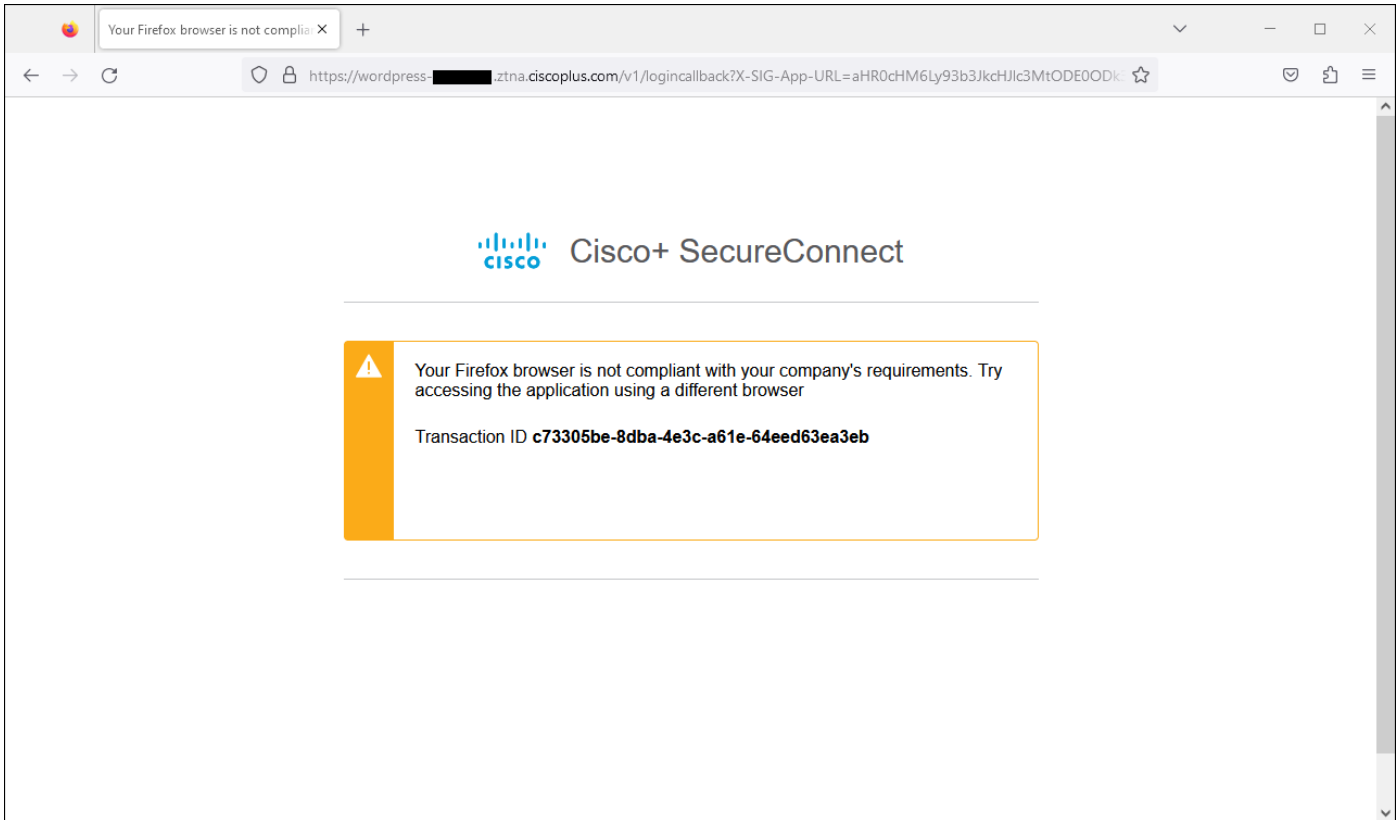 Your Firefox browser is not complia
https://wordpress- .ztna.ciscoplus.com/v1/logincallback?X-SIG-App-URL=aHR0cHM6Ly93b3JkcHJlc3MtODE0ODk
CISCO
Cisco+ SecureConnect
Your Firefox browser is not compliant with your company's requirements. Try
accessing the application using a different browser
Transaction ID c73305be-8dba-4e3c-a61e-64eed63ea3eb